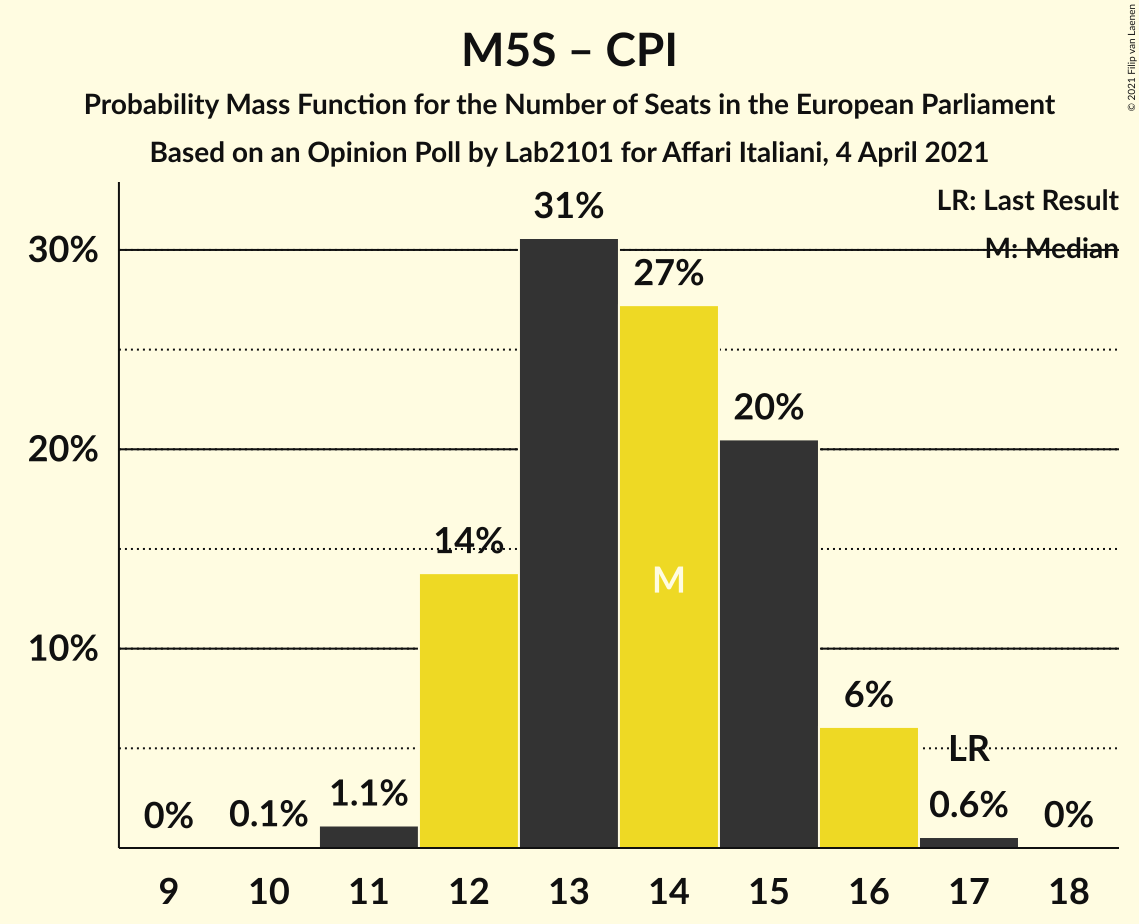 M5S – CPI
Probability Mass Function for the Number of Seats in the European Parliament
Based on an Opinion Poll by Lab2101 for Affari Italiani, 4 April 2021
© 2021 Filip van Laenen
LR: Last Result
M: Median
30%
20%
10%
0%
0.1%
1.1%
14%
31%
27%
M
20%
6%
LR
0.6%
0%
9 10 11 12 13 14 15 16 17 18